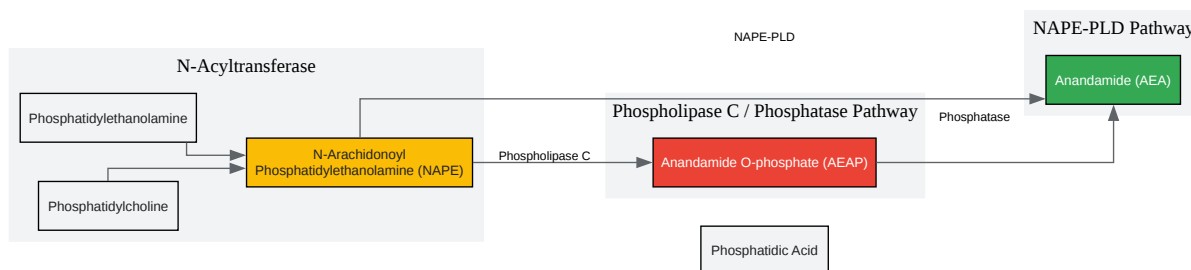 NAPE-PLD Pathway
NAPE-PLD
N-Acyltransferase
Anandamide (AEA)
Phospholipase C / Phosphatase Pathway
Phosphatidylethanolamine
Phosphatase
N-Arachidonoyl
Phosphatidylethanolamine (NAPE)
Phospholipase C
Anandamide O-phosphate (AEAP)
Phosphatidylcholine
Phosphatidic Acid